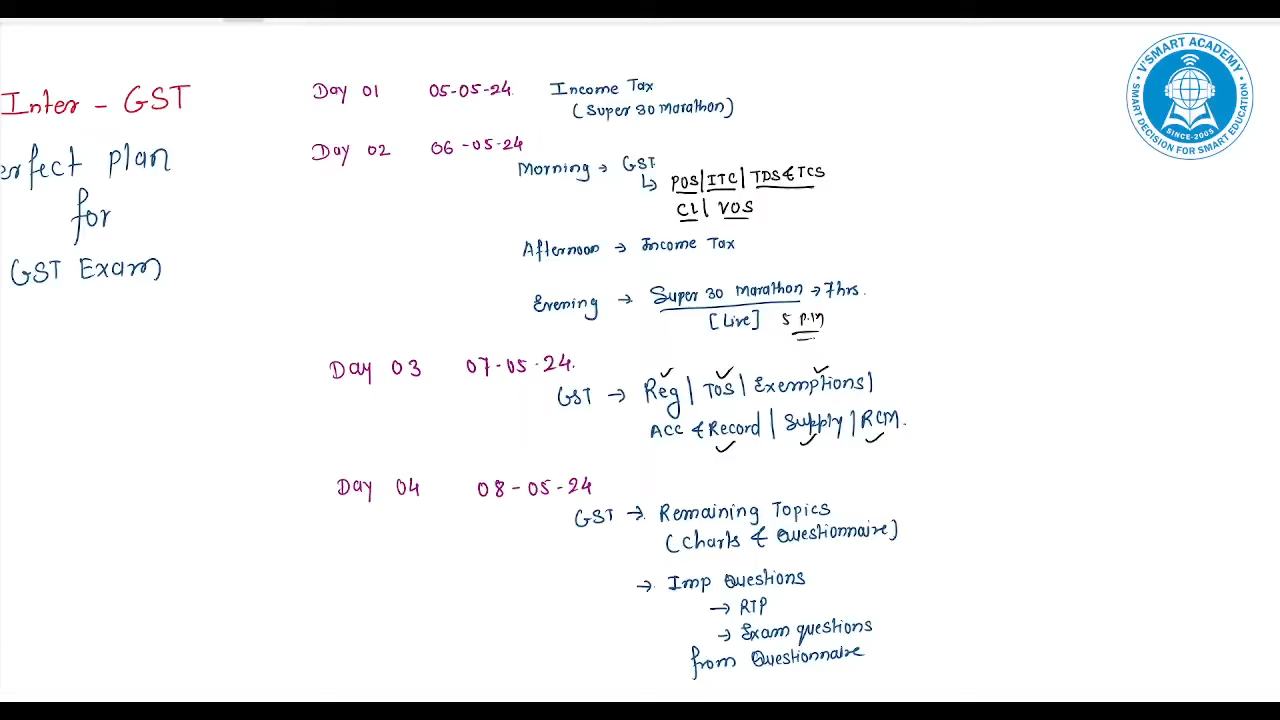 Inter - GST
erfect plan
for
GST Exam
Day 01 05-05-24. Income Tax
(Super 30 Marathon)
Day 02 06-05-24
Morning → GST
↳ POS | ITC | TDS & TCS
CL | VOS
Afternoon → Income Tax
Evening → Super 30 Marathon → 7hrs.
[Live] 5 P.M
Day 03 07-05-24.
GST → Reg | TOS | Exemptions |
ACC & Record | Supply | RCM.
Day 04 08-05-24
GST → Remaining Topics
(Charts & Questionnaire)
→ Imp Questions
→ RTP
→ Exam questions
from Questionnaire
V'SMART ACADEMY
SINCE-2005
VSMART DECISION FOR SMART EDUCATION